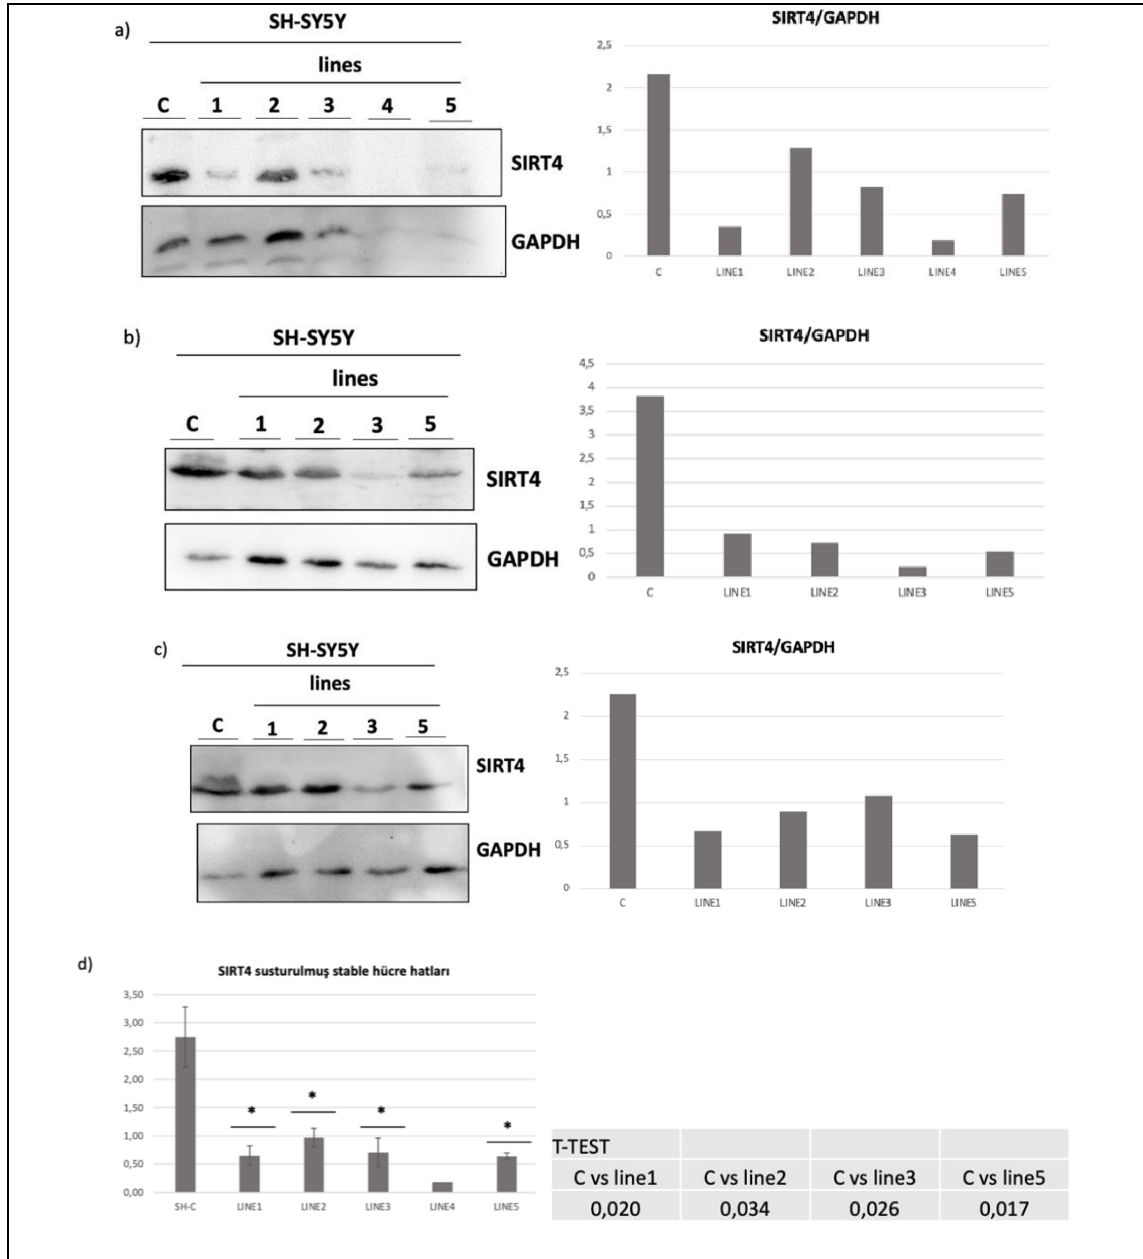 a)
SH-SY5Y
lines
C 1 2 3 4 5
SIRT4
GAPDH
SIRT4/GAPDH
2,5
2
1,5
1
0,5
0
C LINE1 LINE2 LINE3 LINE4 LINE5
b)
SH-SY5Y
lines
C 1 2 3 5
SIRT4
GAPDH
SIRT4/GAPDH
4,5
4
3,5
3
2,5
2
1,5
1
0,5
0
C LINE1 LINE2 LINE3 LINE5
c)
SH-SY5Y
lines
C 1 2 3 5
SIRT4
GAPDH
SIRT4/GAPDH
2,5
2
1,5
1
0,5
0
C LINE1 LINE2 LINE3 LINE5
d)
SIRT4 susturulmuş stable hücre hatları
3,50
3,00
2,50
2,00
1,50
1,00
0,50
0,00
* * * *
SH-C LINE1 LINE2 LINE3 LINE4 LINE5
T-TEST
C vs line1 C vs line2 C vs line3 C vs line5
0,020 0,034 0,026 0,017